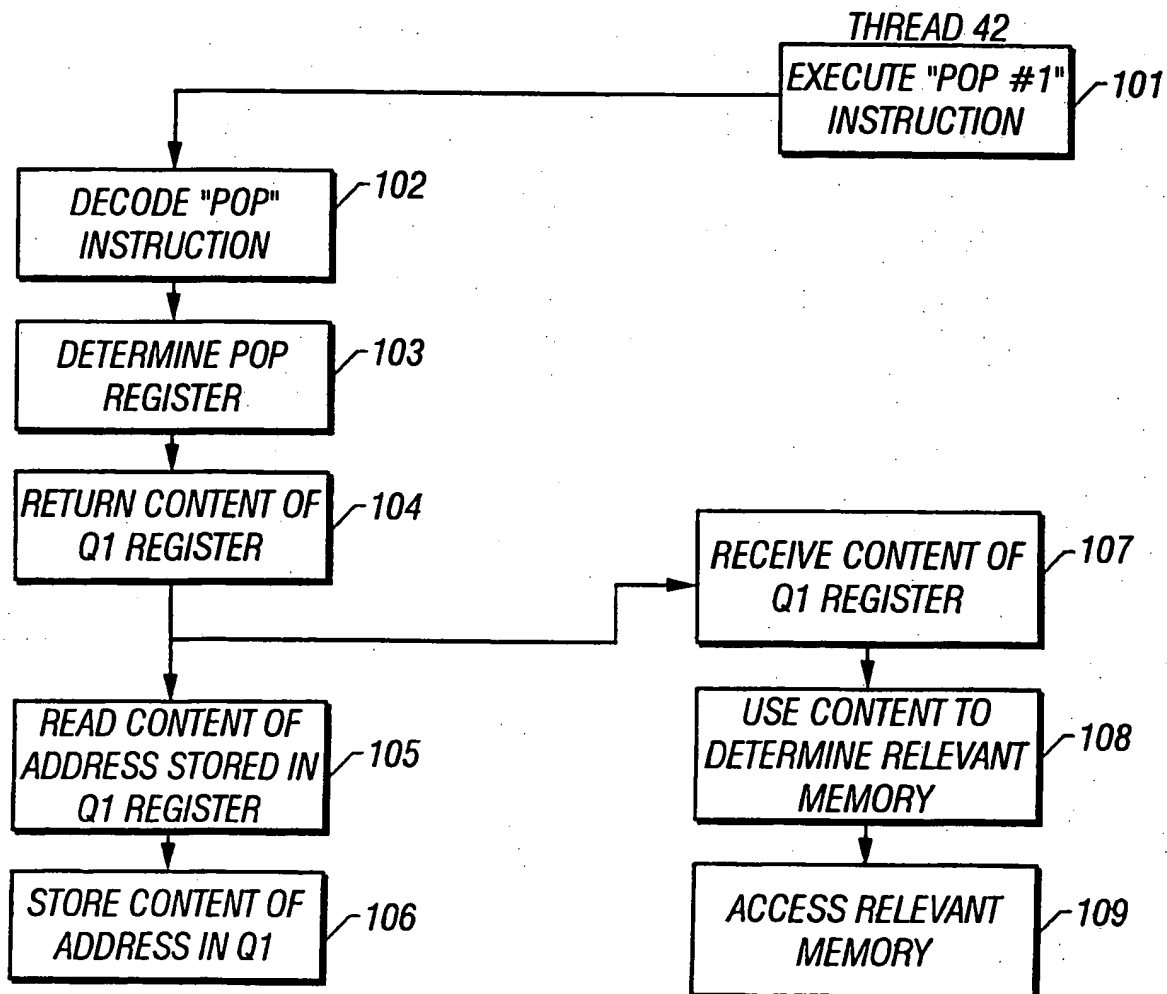 THREAD 42
EXECUTE "POP #1"
INSTRUCTION
101
DECODE "POP"
INSTRUCTION
102
DETERMINE POP
REGISTER
103
RETURN CONTENT OF
Q1 REGISTER
104
READ CONTENT OF
ADDRESS STORED IN
Q1 REGISTER
105
STORE CONTENT OF
ADDRESS IN Q1
106
RECEIVE CONTENT OF
Q1 REGISTER
107
USE CONTENT TO
DETERMINE RELEVANT
MEMORY
108
ACCESS RELEVANT
MEMORY
109